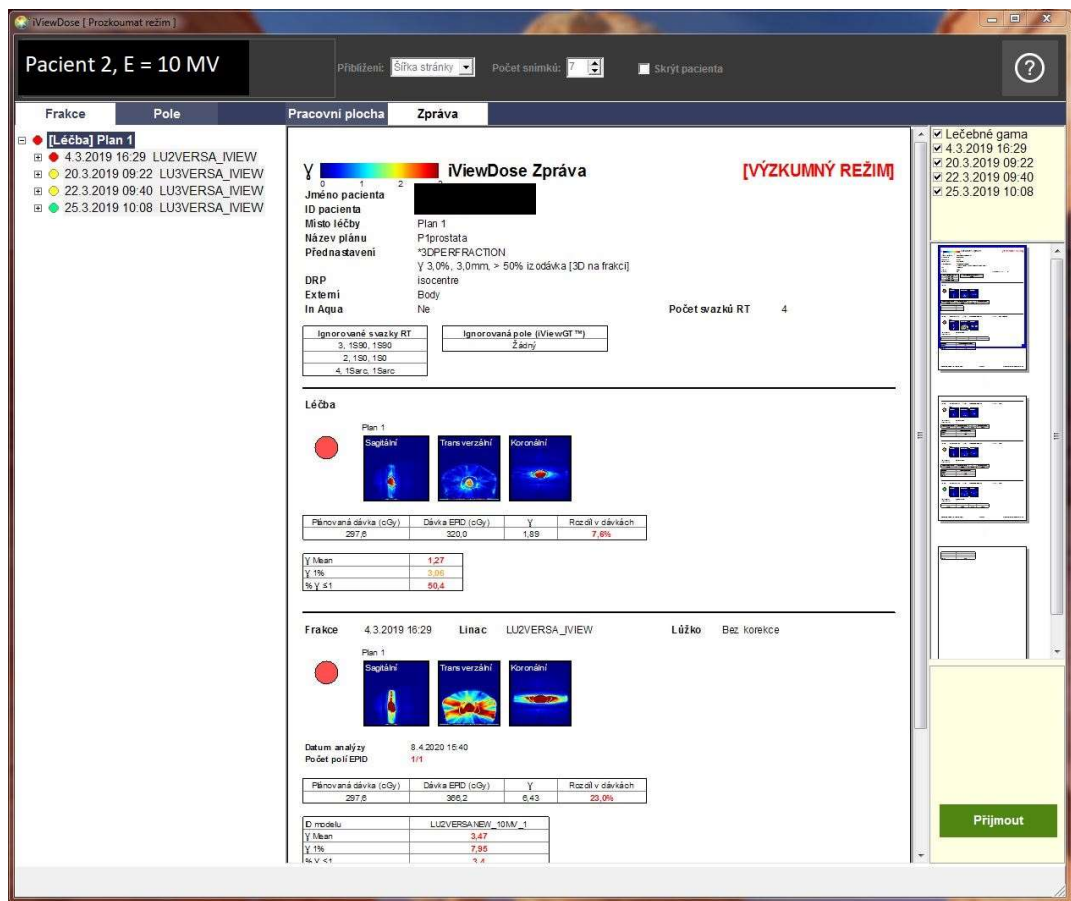 iViewDose [ Prozkoumat režim ]
Pacient 2, E = 10 MV
Přiblížení: Šířka stránky Počet snímků: 7 Skrýt pacienta
Frakce Pole Pracovní plocha Zpráva
[Léčba] Plan 1
4.3.2019 16:29 LU2VERSA_IVIEW
20.3.2019 09:22 LU3VERSA_IVIEW
22.3.2019 09:40 LU3VERSA_IVIEW
25.3.2019 10:08 LU3VERSA_IVIEW
γ iViewDose Zpráva [VÝZKUMNÝ REŽIM]
0 1 2 3
Jméno pacienta
ID pacienta
Místo léčby Plan 1
Název plánu P1prostata
Přednastavení *3DPERFRACTION
γ 3,0%, 3,0mm, > 50% izodávka [3D na frakci]
DRP isocentre
Externí Body
In Aqua Ne Počet svazků RT 4
Ignorované svazky RT
3, 1S90, 1S90
2, 1S0, 1S0
4, 1Sarc, 1Sarc
Ignorovaná pole (iViewGT™)
Žádný
Léčba
Plan 1
Sagitální Transverzální Koronální
Plánovaná dávka (cGy) Dávka EPID (cGy) γ Rozdíl v dávkách
297,6 320,0 1,89 7,6%
γ Mean 1,27
γ 1% 3,06
% γ ≤1 50,4
Frakce 4.3.2019 16:29 Linac LU2VERSA_IVIEW Lúžko Bez korekce
Plan 1
Sagitální Transverzální Koronální
Datum analýzy 8.4.2020 15:40
Počet polí EPID 1/1
Plánovaná dávka (cGy) Dávka EPID (cGy) γ Rozdíl v dávkách
297,6 366,2 6,43 23,0%
ID modelu LU2VERSANEW_10MV_1
γ Mean 3,47
γ 1% 7,95
% γ ≤1 3,4
Lečebné gama
4.3.2019 16:29
20.3.2019 09:22
22.3.2019 09:40
25.3.2019 10:08
Přijmout